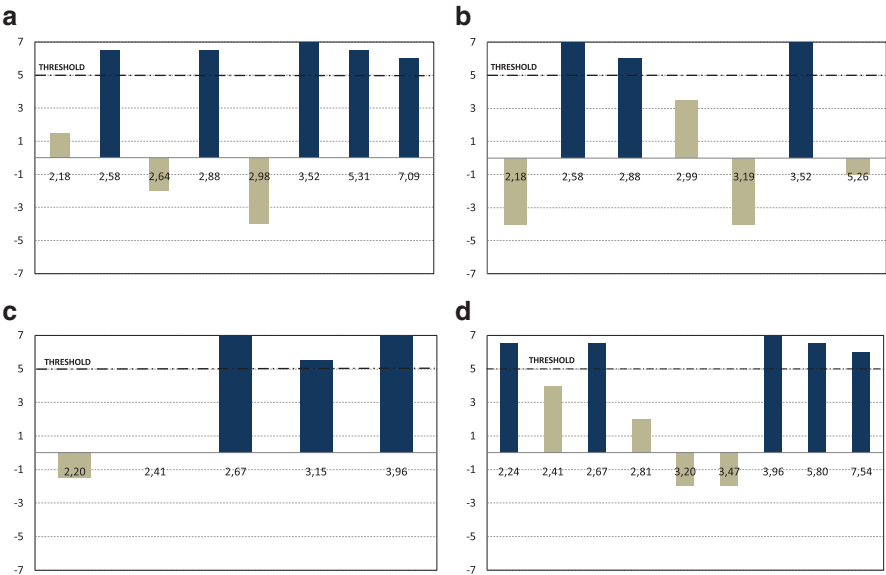 a
7
THRESHOLD
5
3
1
-1
2,18 2,58 2,64 2,88 2,98 3,52 5,31 7,09
-3
-5
-7
b
7
THRESHOLD
5
3
1
-1
2,18 2,58 2,88 2,99 3,19 3,52 5,26
-3
-5
-7
c
7
THRESHOLD
5
3
1
-1
2,20 2,41 2,67 3,15 3,96
-3
-5
-7
d
7
THRESHOLD
5
3
1
-1
2,24 2,41 2,67 2,81 3,20 3,47 3,96 5,80 7,54
-3
-5
-7